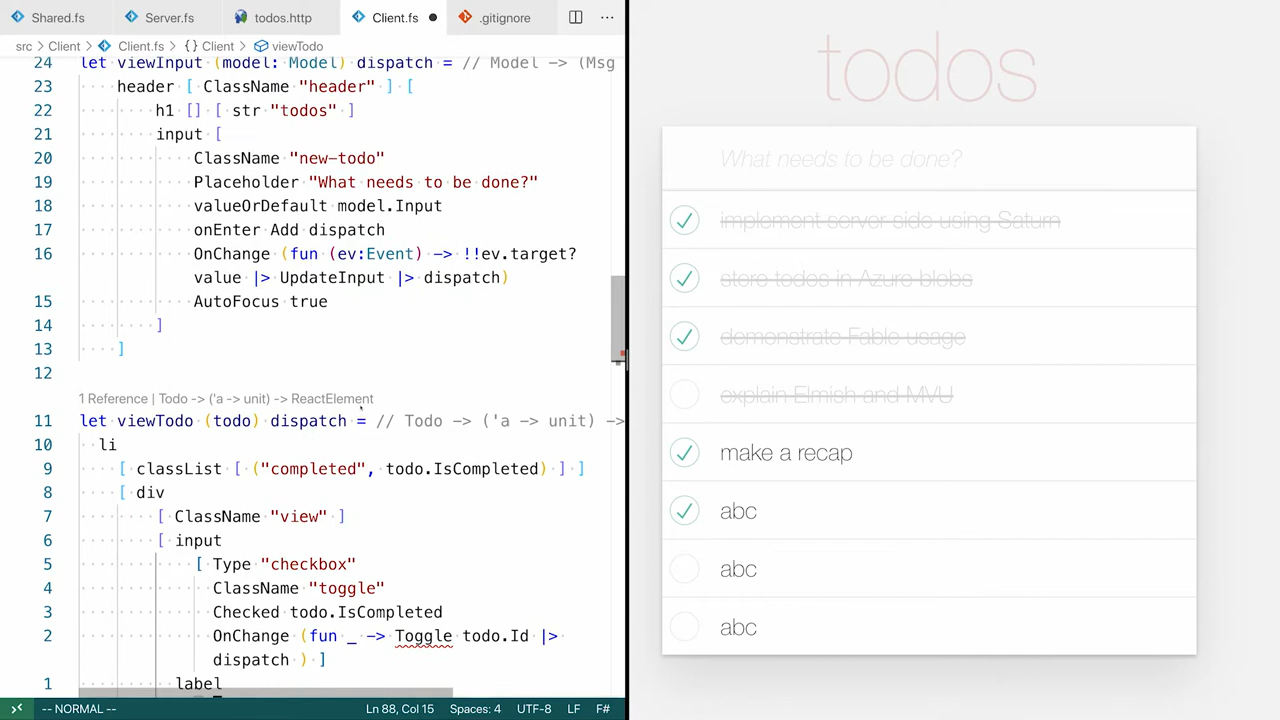 Shared.fs Server.fs todos.http Client.fs .gitignore
src > Client > Client.fs > {} Client > viewTodo
24 let viewInput (model: Model) dispatch = // Model -> (Msg
23 header [ ClassName "header" ] [
22 h1 [] [ str "todos" ]
21 input [
20 ClassName "new-todo"
19 Placeholder "What needs to be done?"
18 valueOrDefault model.Input
17 onEnter Add dispatch
16 OnChange (fun (ev:Event) -> !!ev.target?
value |> UpdateInput |> dispatch)
15 AutoFocus true
14 ]
13 ]
12
1 Reference | Todo -> ('a -> unit) -> ReactElement
11 let viewTodo (todo) dispatch = // Todo -> ('a -> unit) ->
10 li
9 [ classList [ ("completed", todo.IsCompleted) ] ]
8 [ div
7 [ ClassName "view" ]
6 [ input
5 [ Type "checkbox"
4 ClassName "toggle"
3 Checked todo.IsCompleted
2 OnChange (fun _ -> Toggle todo.Id |>
dispatch ) ]
1 label
-- NORMAL -- Ln 88, Col 15 Spaces: 4 UTF-8 LF F#
todos
What needs to be done?
implement server side using Saturn
store todos in Azure blobs
demonstrate Fable usage
explain Elmish and MVU
make a recap
abc
abc
abc